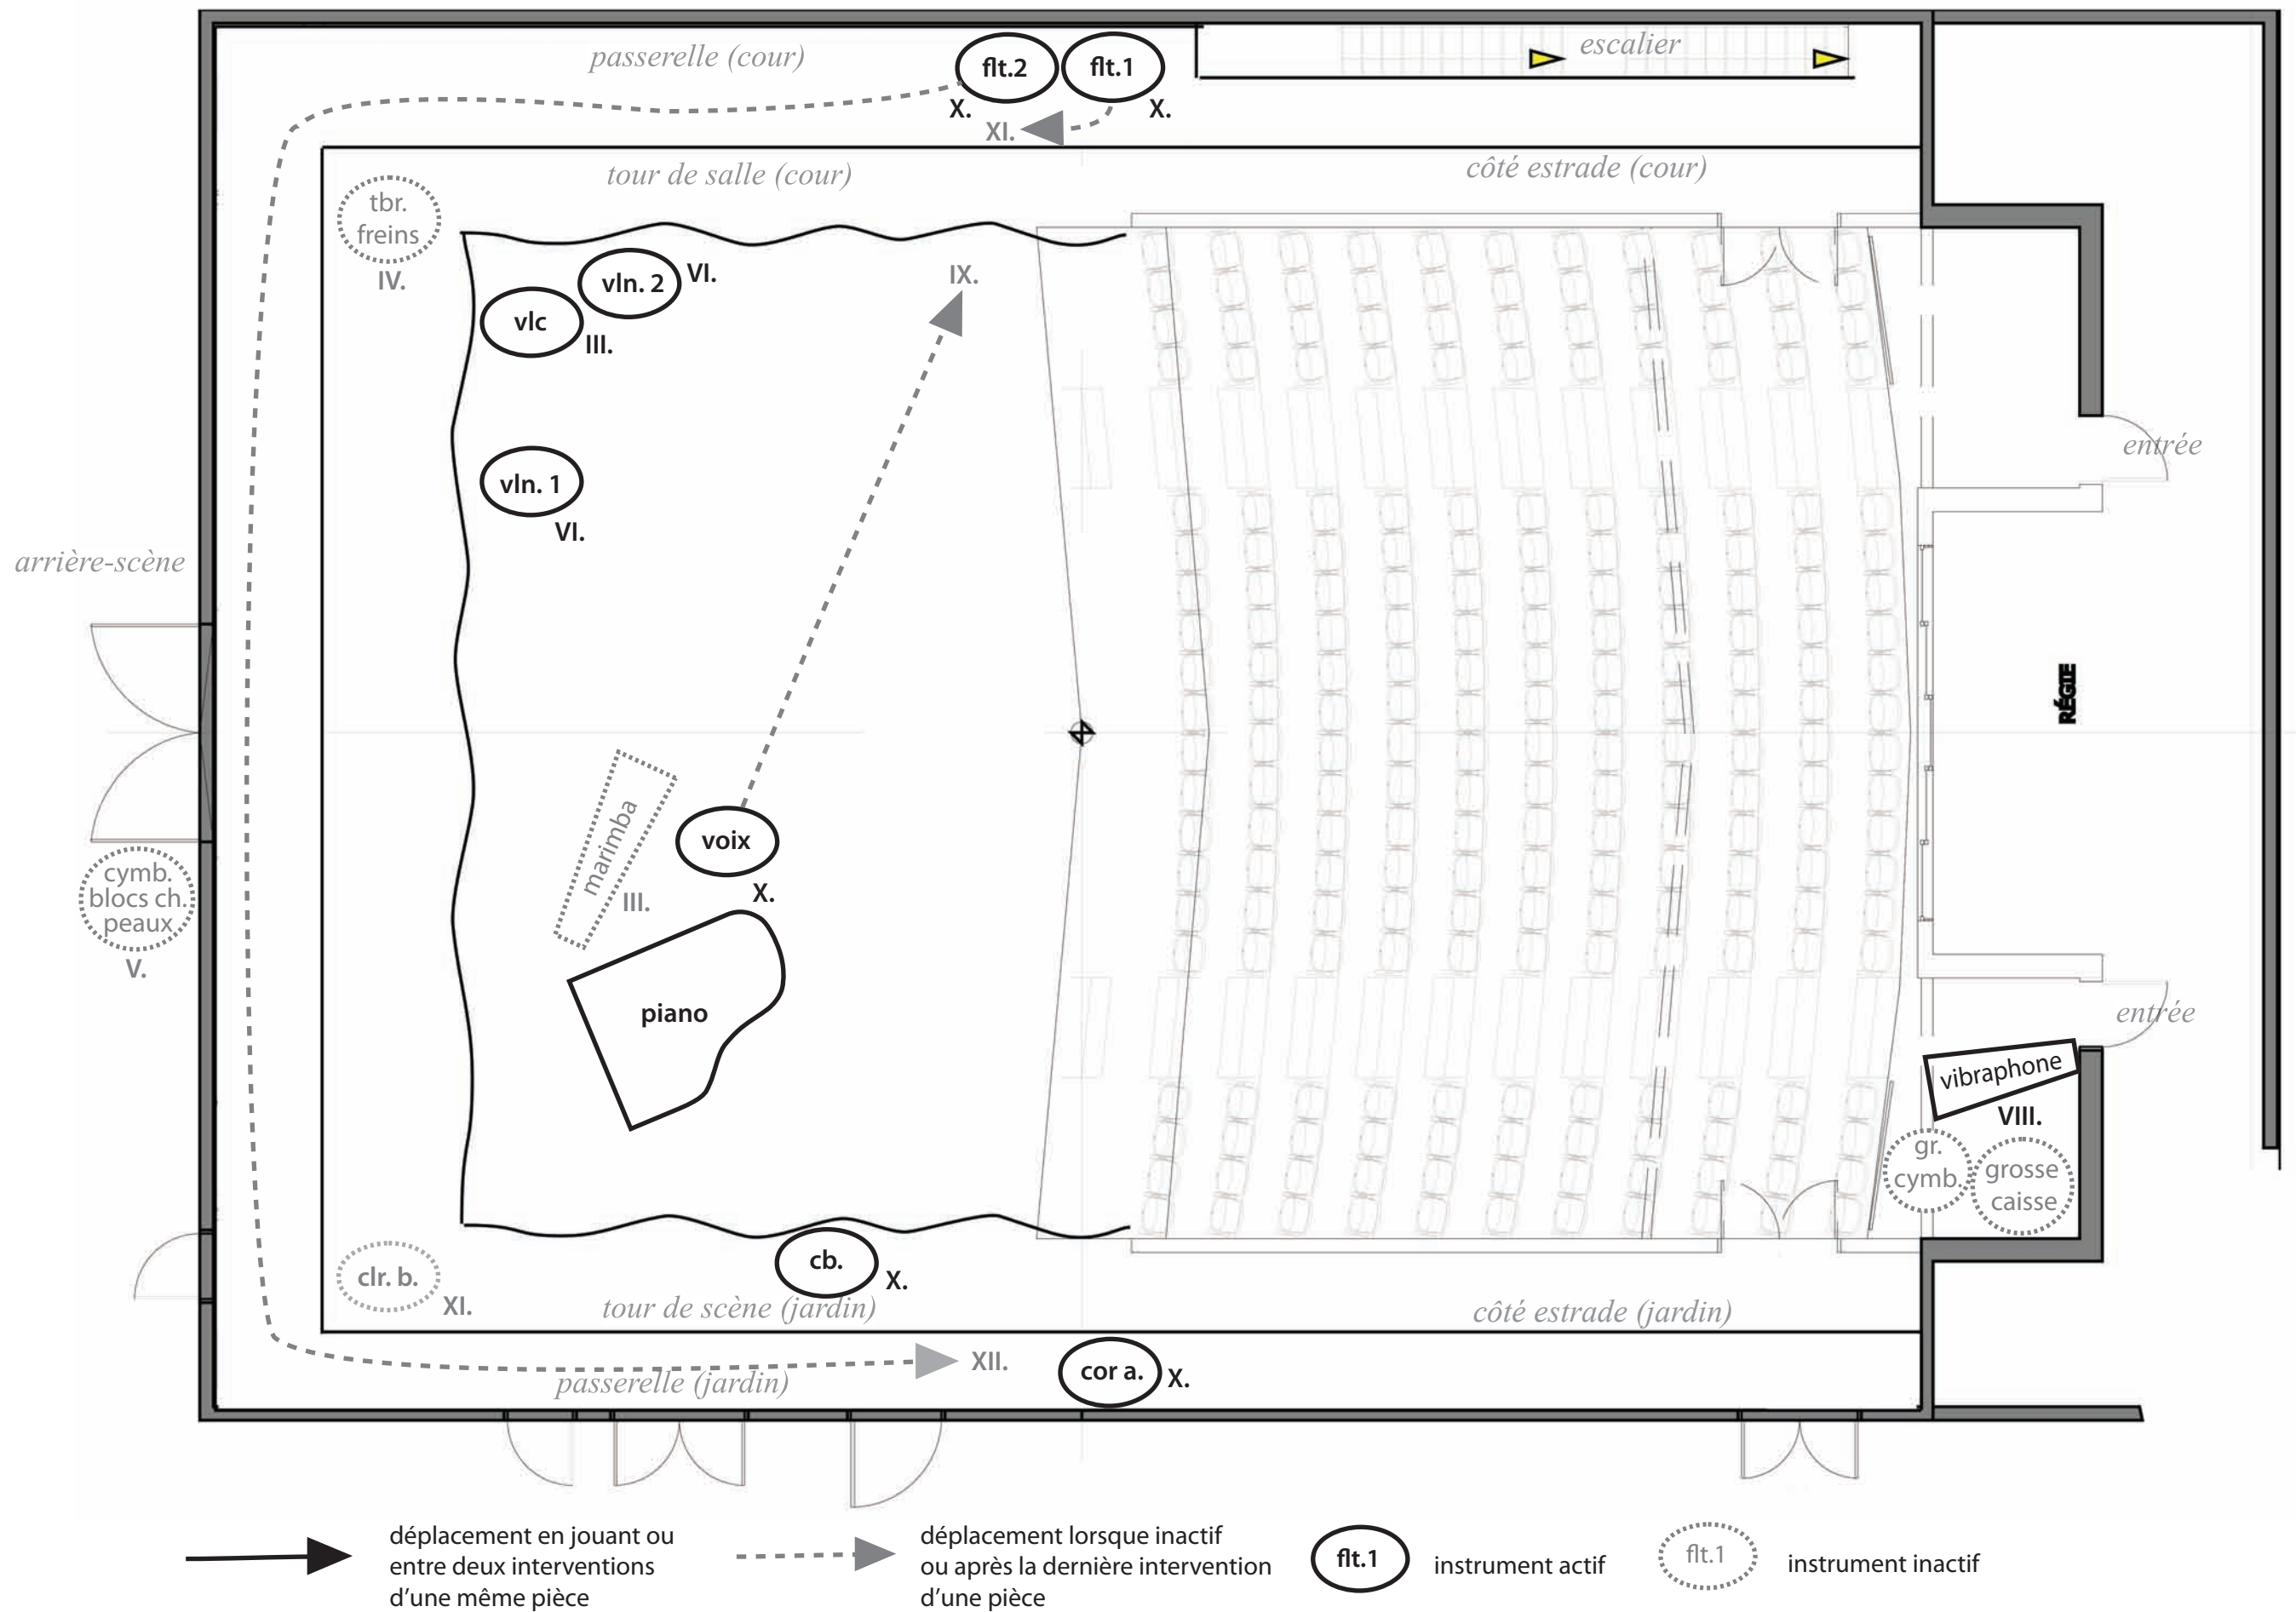 passerelle (cour)
flt.2
flt.1
escalier
X.
X.
XI.
tour de salle (cour)
côté estrade (cour)
tbr.
freins
IV.
vln. 2
VI.
vlc
III.
IX.
vln. 1
VI.
entrée
arrière-scène
RÉGIE
marimba
III.
voix
X.
cymb.
blocs ch.
peaux
V.
piano
entrée
vibraphone
VIII.
gr.
cymb.
grosse
caisse
cb.
X.
clr. b.
XI.
tour de scène (jardin)
côté estrade (jardin)
XII.
cor a.
X.
passerelle (jardin)
déplacement en jouant ou
entre deux interventions
d'une même pièce
déplacement lorsque inactif
ou après la dernière intervention
d'une pièce
flt.1
instrument actif
flt.1
instrument inactif